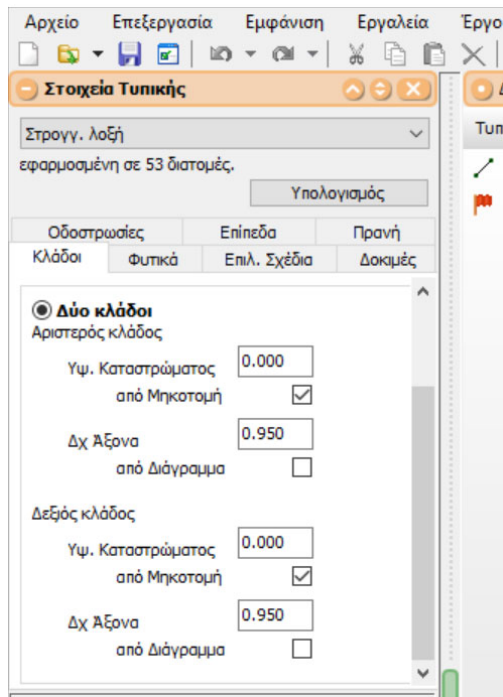 Αρχείο Επεξεργασία Εμφάνιση Εργαλεία Έργο
Στοιχεία Τυπικής
Στρογγ. λοξή
Τυπ
εφαρμοσμένη σε 53 διατομές.
Υπολογισμός
Οδοστρωσίες Επίπεδα Πρανή
Κλάδοι Φυτικά Επιλ. Σχέδια Δοκιμές
Δύο κλάδοι
Αριστερός κλάδος
Υψ. Καταστρώματος 0.000
από Μηκοτομή
Δχ Άξονα 0.950
από Διάγραμμα
Δεξιός κλάδος
Υψ. Καταστρώματος 0.000
από Μηκοτομή
Δχ Άξονα 0.950
από Διάγραμμα